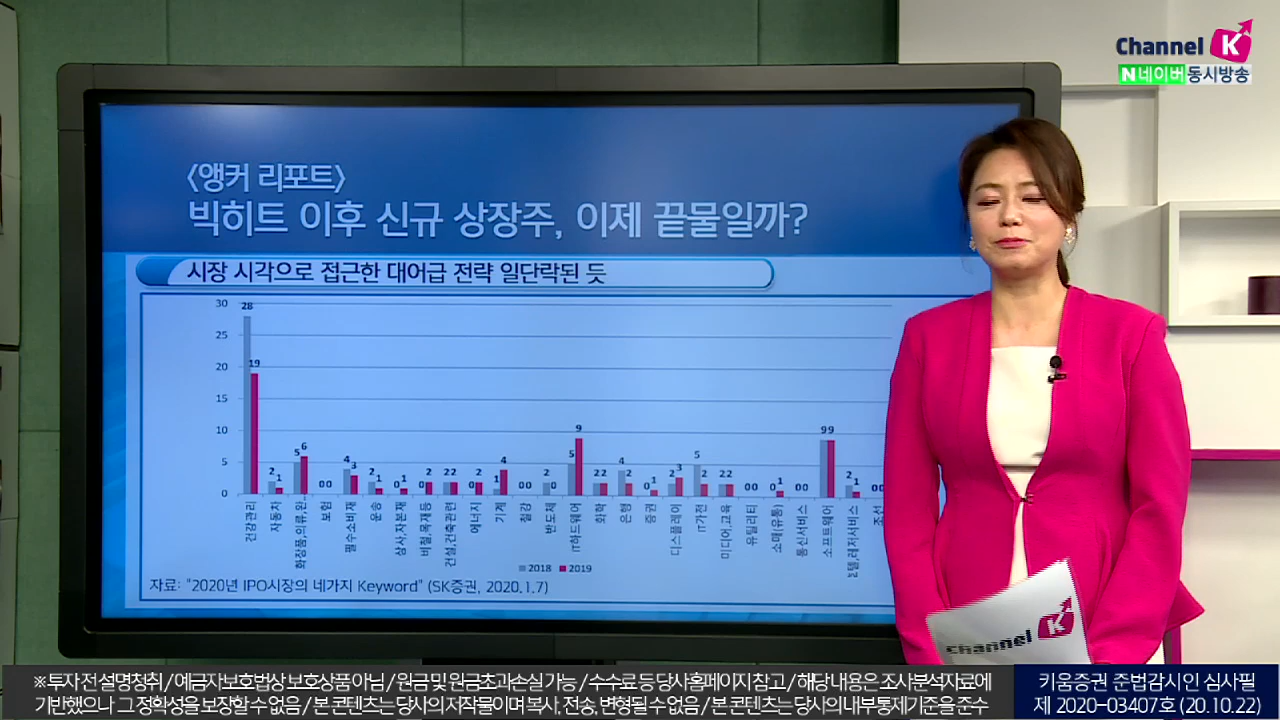 Channel K
N 네이버 동시방송
〈앵커 리포트〉
빅히트 이후 신규 상장주, 이제 끝물일까?
시장 시각으로 접근한 대어급 전략 일단락된 듯
30
25
20
15
10
5
0
28 19
2 1
5 6
0 0
4 3
2 1
0 1
0 2
2 2
0 2
1 4
0 0
2 0
5 9
2 2
4 2
0 1
2 3
5 2
2 2
0 0
0 1
0 0
9 9
2 1
0 0
건강관리
자동차
화장품,의류,완..
보험
필수소비재
운송
상사,자본재
비철,목재등
건설,건축관련
에너지
기계
철강
반도체
IT하드웨어
화학
은행
증권
디스플레이
IT가전
미디어,교육
유틸리티
소매(유통)
통신서비스
소프트웨어
호텔,레저서비스
조선
2018 2019
자료: "2020년 IPO시장의 네가지 Keyword" (SK증권, 2020.1.7)
Channel K
※ 투자 전 설명청취 / 예금자보호법상 보호상품 아님 / 원금 및 원금초과손실 가능 / 수수료 등 당사홈페이지 참고 / 해당 내용은 조사분석자료에
기반했으나 그 정확성을 보장할 수 없음 / 본 콘텐츠는 당사의 저작물이며 복사, 전송, 변형될 수 없음 / 본 콘텐츠는 당사의 내부통제기준을 준수
키움증권 준법감시인 심사필
제 2020-03407호 (20.10.22)